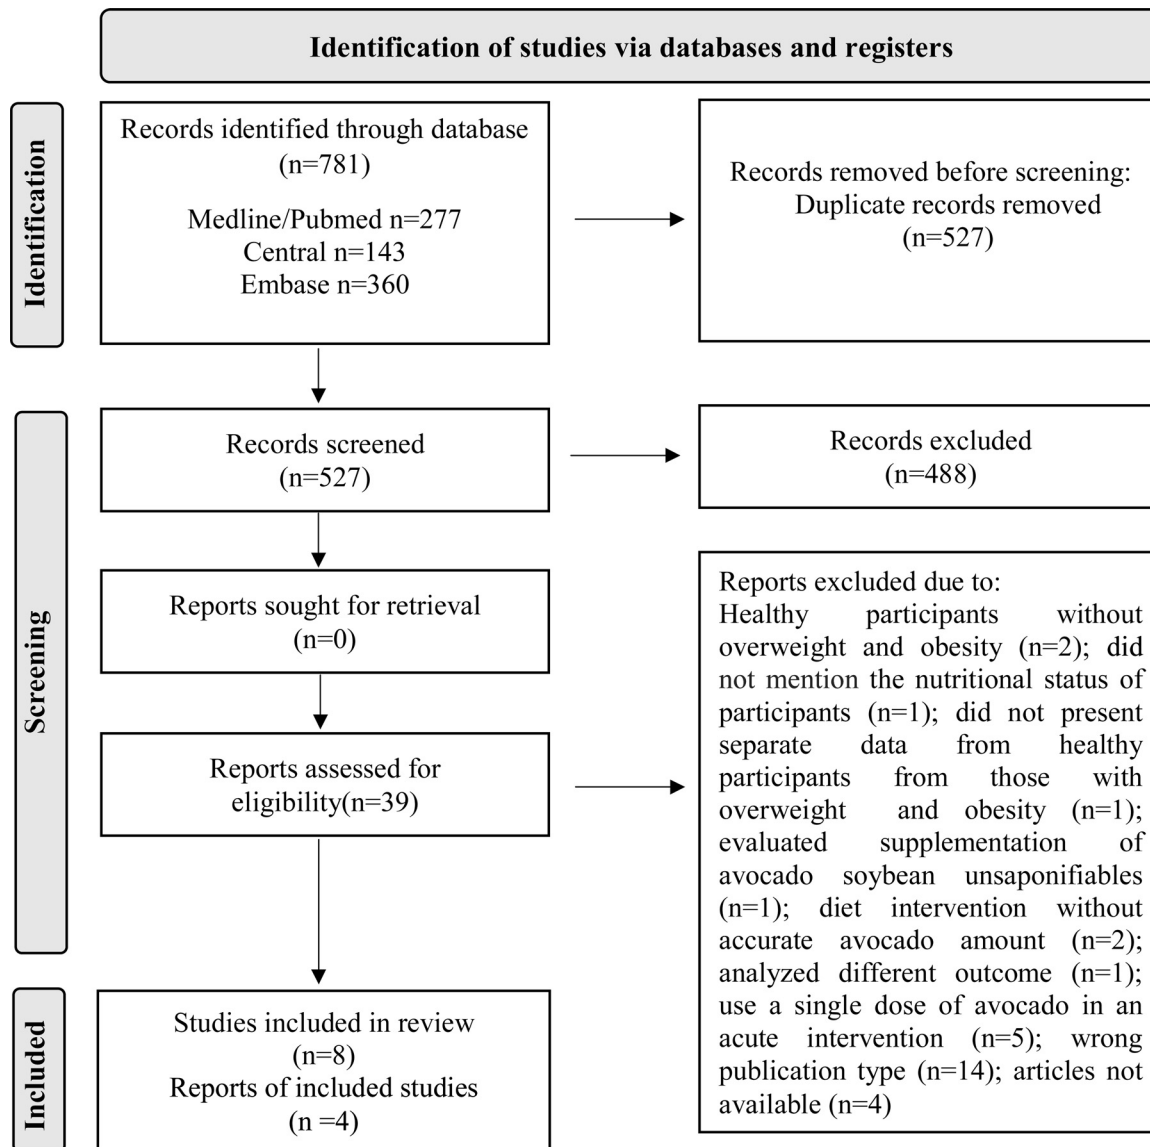 Identification of studies via databases and registers
Identification
Records identified through database
(n=781)
Medline/Pubmed n=277
Central n=143
Embase n=360
Records removed before screening:
Duplicate records removed
(n=527)
Screening
Records screened
(n=527)
Records excluded
(n=488)
Reports sought for retrieval
(n=0)
Reports assessed for
eligibility(n=39)
Reports excluded due to:
Healthy participants without
overweight and obesity (n=2); did
not mention the nutritional status of
participants (n=1); did not present
separate data from healthy
participants from those with
overweight and obesity (n=1);
evaluated supplementation of
avocado soybean unsaponifiables
(n=1); diet intervention without
accurate avocado amount (n=2);
analyzed different outcome (n=1);
use a single dose of avocado in an
acute intervention (n=5); wrong
publication type (n=14); articles not
available (n=4)
Included
Studies included in review
(n=8)
Reports of included studies
(n =4)